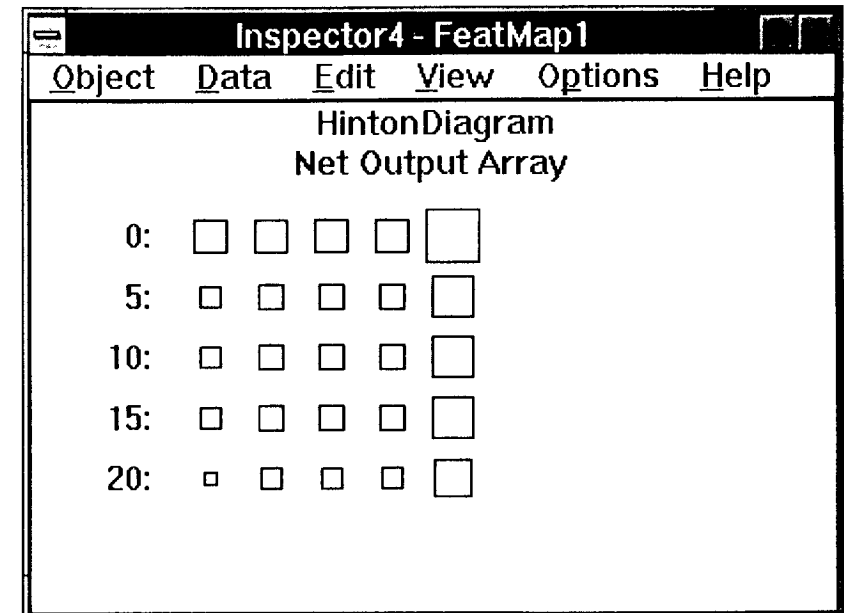 Inspector4 - FeatMap1
Object Data Edit View Options Help
HintonDiagram
Net Output Array
0:
5:
10:
15:
20: